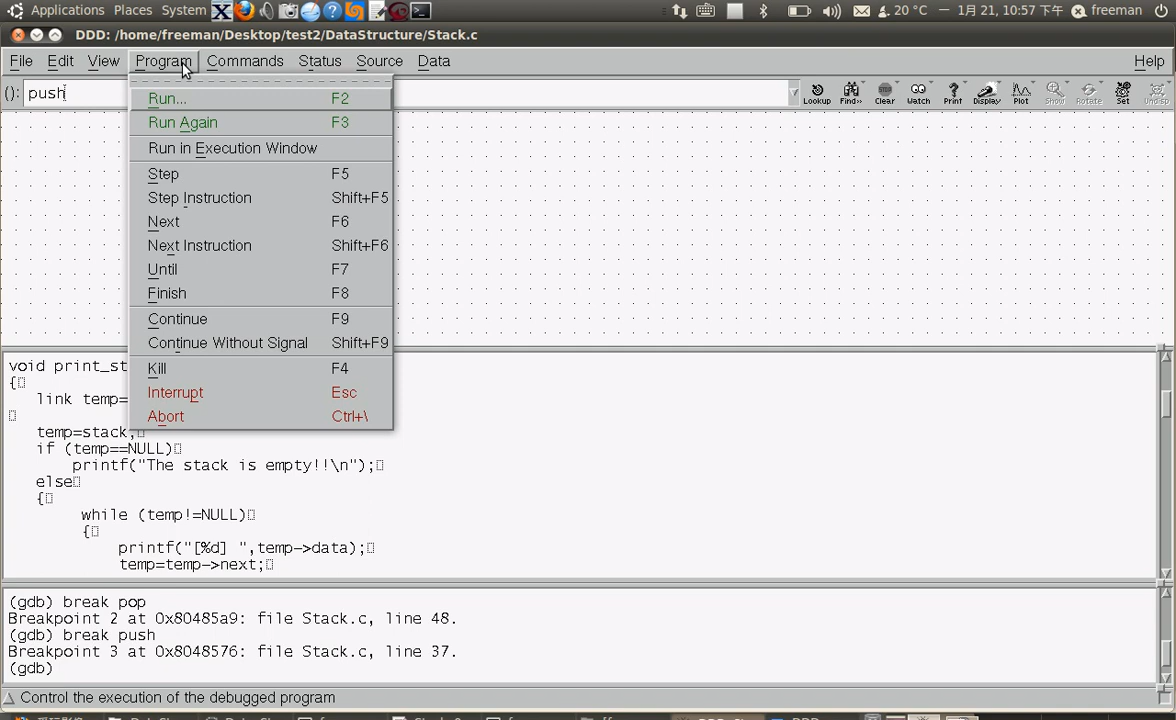 Applications Places System 20 °C 1月 21, 10:57 下午 freeman
DDD: /home/freeman/Desktop/test2/DataStructure/Stack.c
File Edit View Program Commands Status Source Data Help
(): push
Lookup Find>> Clear Watch Print Display Plot Show Rotate Set Undisp
Run... F2
Run Again F3
Run in Execution Window
Step F5
Step Instruction Shift+F5
Next F6
Next Instruction Shift+F6
Until F7
Finish F8
Continue F9
Continue Without Signal Shift+F9
Kill F4
Interrupt Esc
Abort Ctrl+\
void print_st
{
link temp=
temp=stack,
if (temp==NULL)
printf("The stack is empty!!\n");
else
{
while (temp!=NULL)
{
printf("[%d] ",temp->data);
temp=temp->next;
(gdb) break pop
Breakpoint 2 at 0x80485a9: file Stack.c, line 48.
(gdb) break push
Breakpoint 3 at 0x8048576: file Stack.c, line 37.
(gdb)
Control the execution of the debugged program